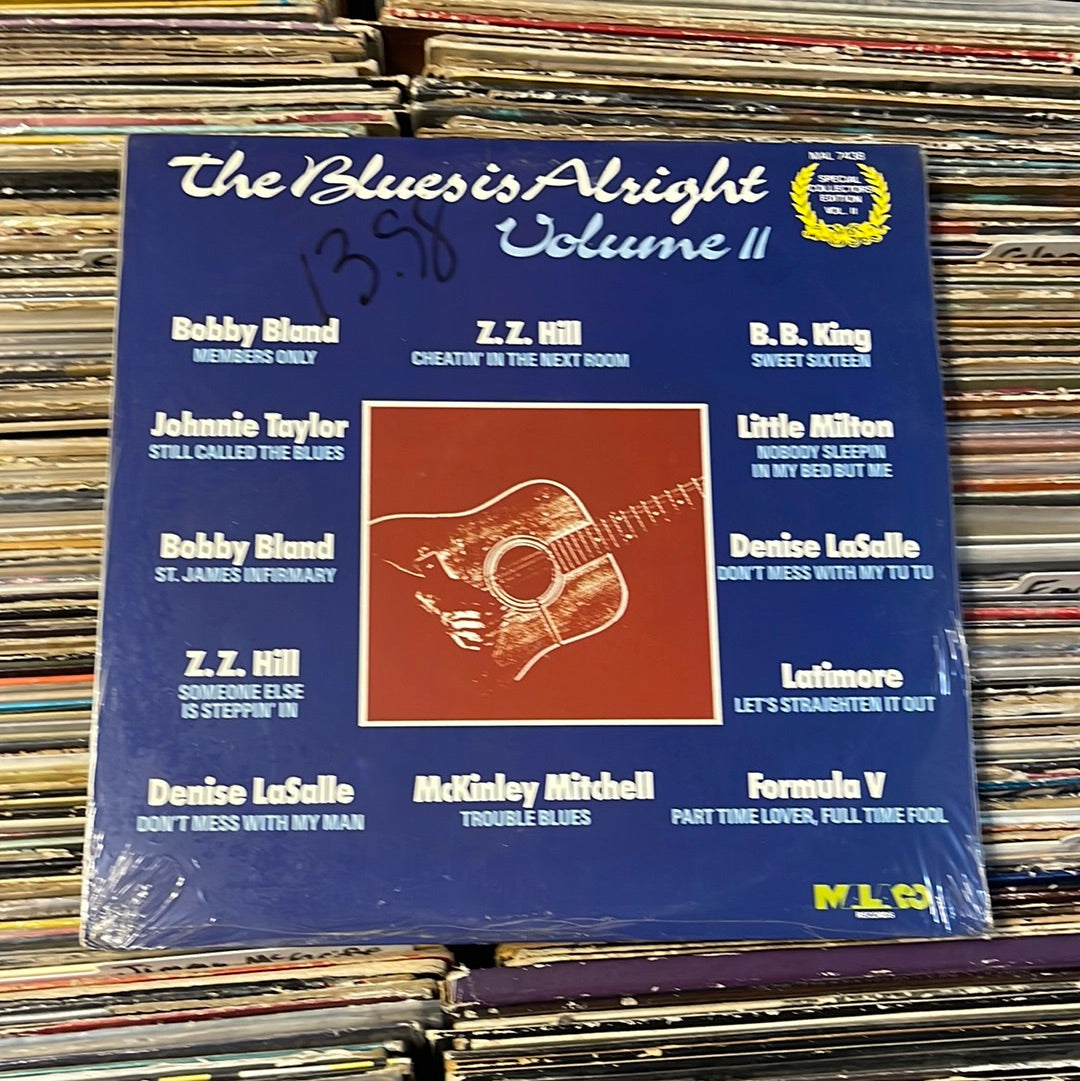 The Blues is Alright
Volume II
MAL 7438
SPECIAL
COLLECTORS
EDITION
VOL. II
13.98
Bobby Bland
MEMBERS ONLY
Z.Z. Hill
CHEATIN' IN THE NEXT ROOM
B.B. King
SWEET SIXTEEN
Johnnie Taylor
STILL CALLED THE BLUES
Little Milton
NOBODY SLEEPIN
IN MY BED BUT ME
Bobby Bland
ST. JAMES INFIRMARY
Denise LaSalle
DON'T MESS WITH MY TU TU
Z.Z. Hill
SOMEONE ELSE
IS STEPPIN' IN
Latimore
LET'S STRAIGHTEN IT OUT
Denise LaSalle
DON'T MESS WITH MY MAN
McKinley Mitchell
TROUBLE BLUES
Formula V
PART TIME LOVER, FULL TIME FOOL
MALACO
RECORDS